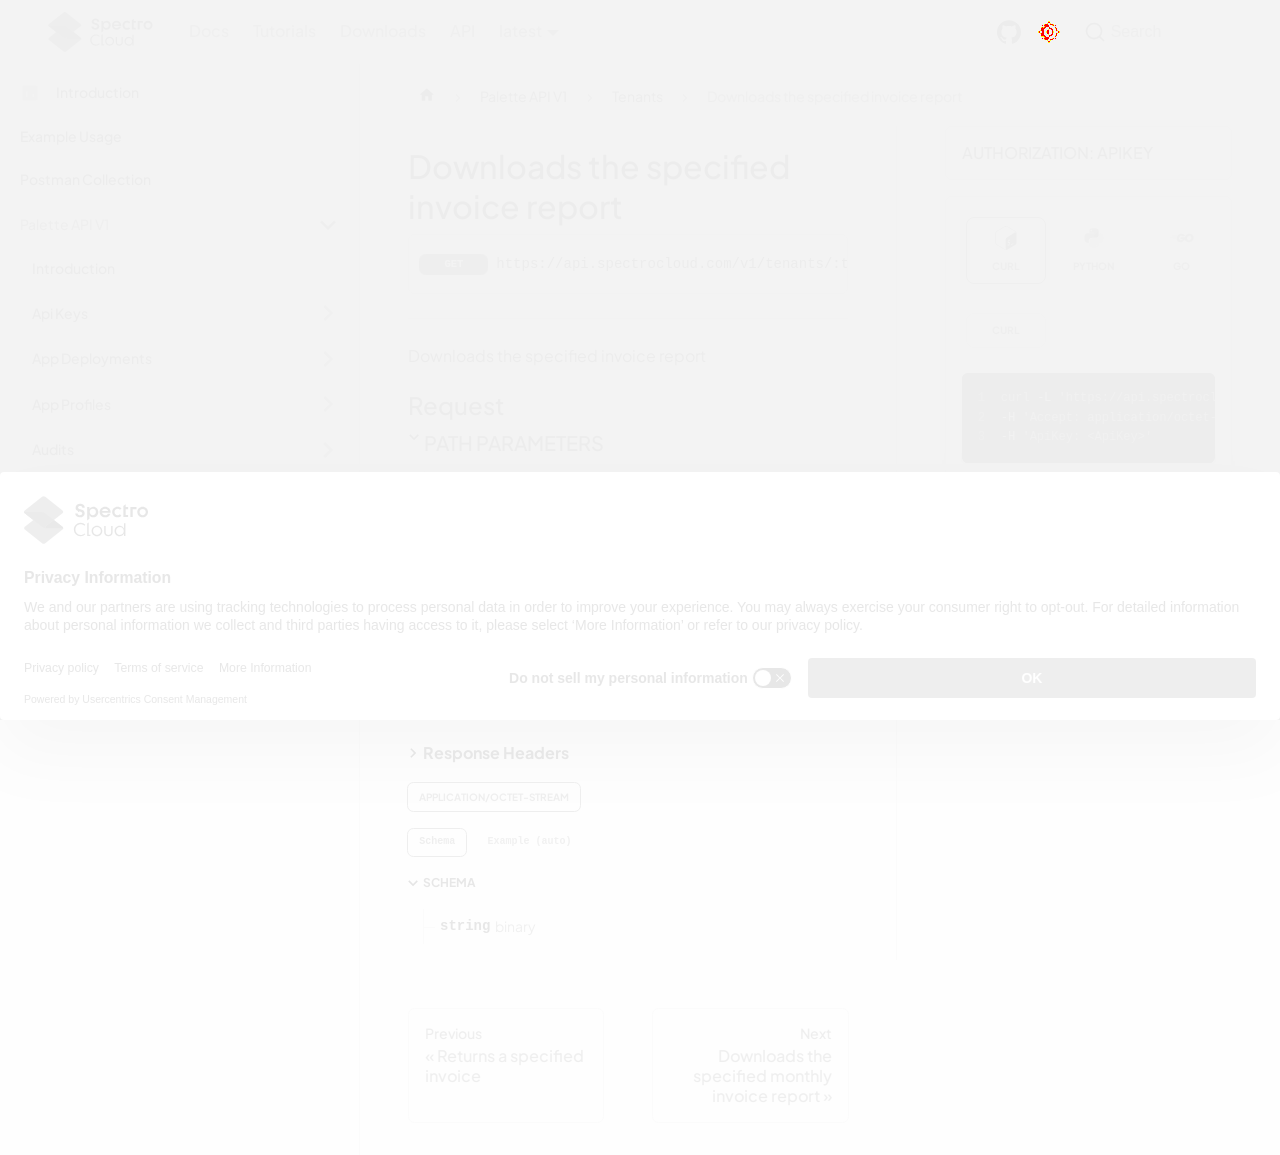 Spectro Cloud
Docs Tutorials Downloads API latest
Search
Introduction
Example Usage
Postman Collection
Palette API V1
Introduction
Api Keys
App Deployments
App Profiles
Audits
Palette API V1 Tenants Downloads the specified invoice report
Downloads the specified
invoice report
GET https://api.spectrocloud.com/v1/tenants/:t
Downloads the specified invoice report
Request
PATH PARAMETERS
AUTHORIZATION: APIKEY
CURL PYTHON GO
CURL
Spectro
Cloud
Privacy Information
We and our partners are using tracking technologies to process personal data in order to improve your experience. You may always exercise your consumer right to opt-out. For detailed information
about personal information we collect and third parties having access to it, please select ‘More Information’ or refer to our privacy policy.
Privacy policy Terms of service More Information
Powered by Usercentrics Consent Management
Do not sell my personal information
OK
Response Headers
APPLICATION/OCTET-STREAM
Schema Example (auto)
SCHEMA
string binary
Previous
« Returns a specified
invoice
Next
Downloads the
specified monthly
invoice report »